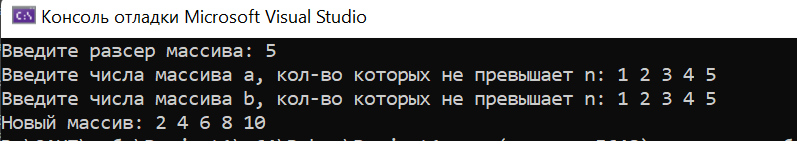 Консоль отладки Microsoft Visual Studio
Введите разсер массива: 5
Введите числа массива a, кол-во которых не превышает n: 1 2 3 4 5
Введите числа массива b, кол-во которых не превышает n: 1 2 3 4 5
Новый массив: 2 4 6 8 10